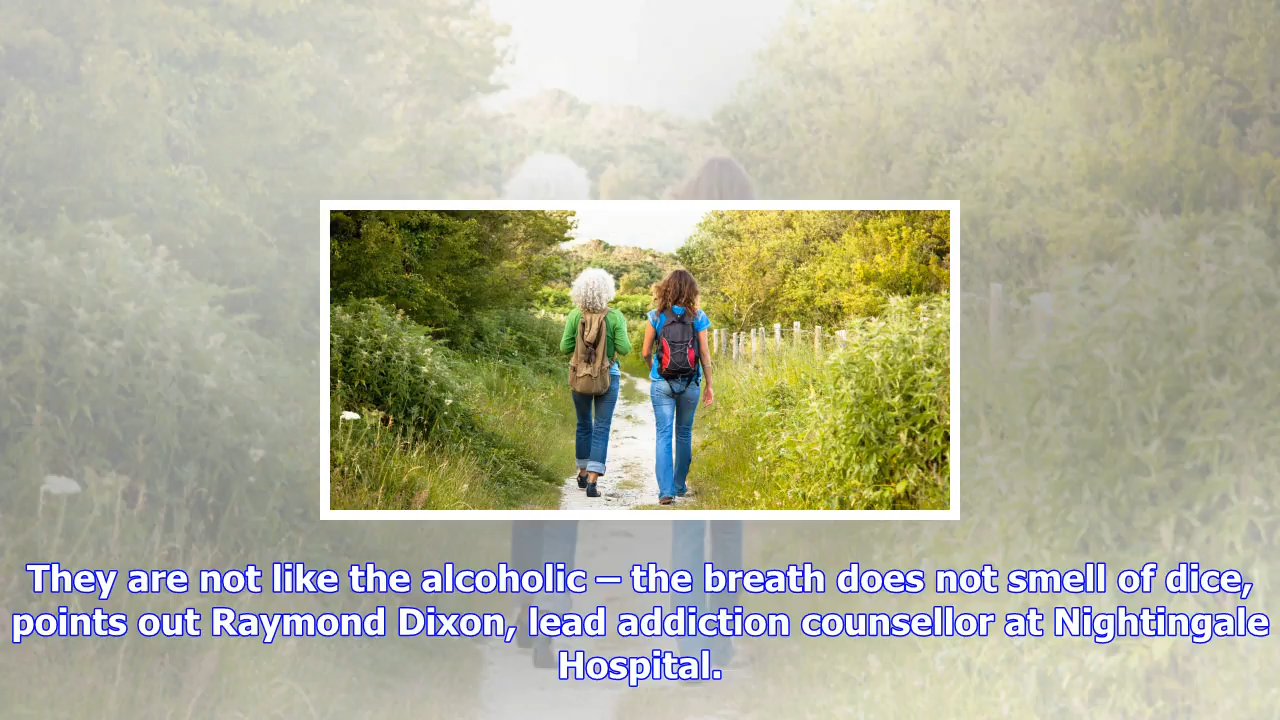 They are not like the alcoholic – the breath does not smell of dice,
points out Raymond Dixon, lead addiction counsellor at Nightingale
Hospital.